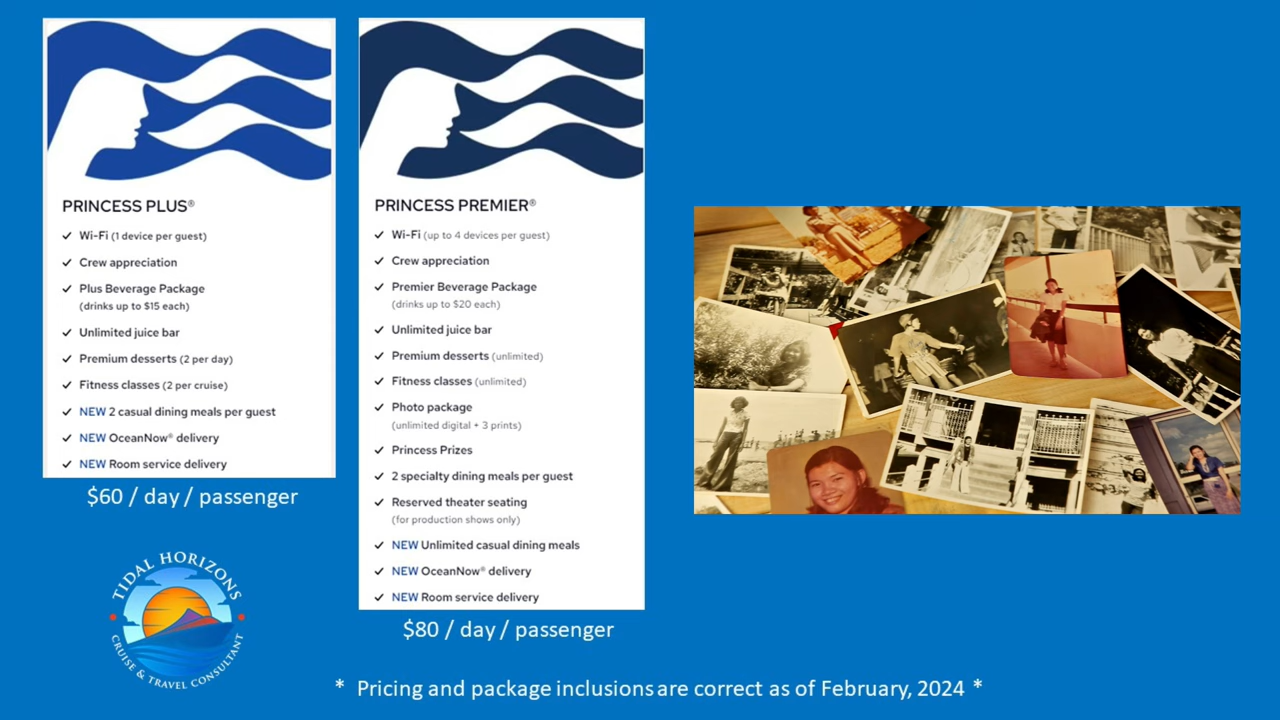 PRINCESS PLUS®
✓ Wi-Fi (1 device per guest)
✓ Crew appreciation
✓ Plus Beverage Package
(drinks up to $15 each)
✓ Unlimited juice bar
✓ Premium desserts (2 per day)
✓ Fitness classes (2 per cruise)
✓ NEW 2 casual dining meals per guest
✓ NEW OceanNow® delivery
✓ NEW Room service delivery
$60 / day / passenger
PRINCESS PREMIER®
✓ Wi-Fi (up to 4 devices per guest)
✓ Crew appreciation
✓ Premier Beverage Package
(drinks up to $20 each)
✓ Unlimited juice bar
✓ Premium desserts (unlimited)
✓ Fitness classes (unlimited)
✓ Photo package
(unlimited digital + 3 prints)
✓ Princess Prizes
✓ 2 specialty dining meals per guest
✓ Reserved theater seating
(for production shows only)
✓ NEW Unlimited casual dining meals
✓ NEW OceanNow® delivery
✓ NEW Room service delivery
$80 / day / passenger
TIDAL HORIZONS
CRUISE & TRAVEL CONSULTANT
* Pricing and package inclusions are correct as of February, 2024 *